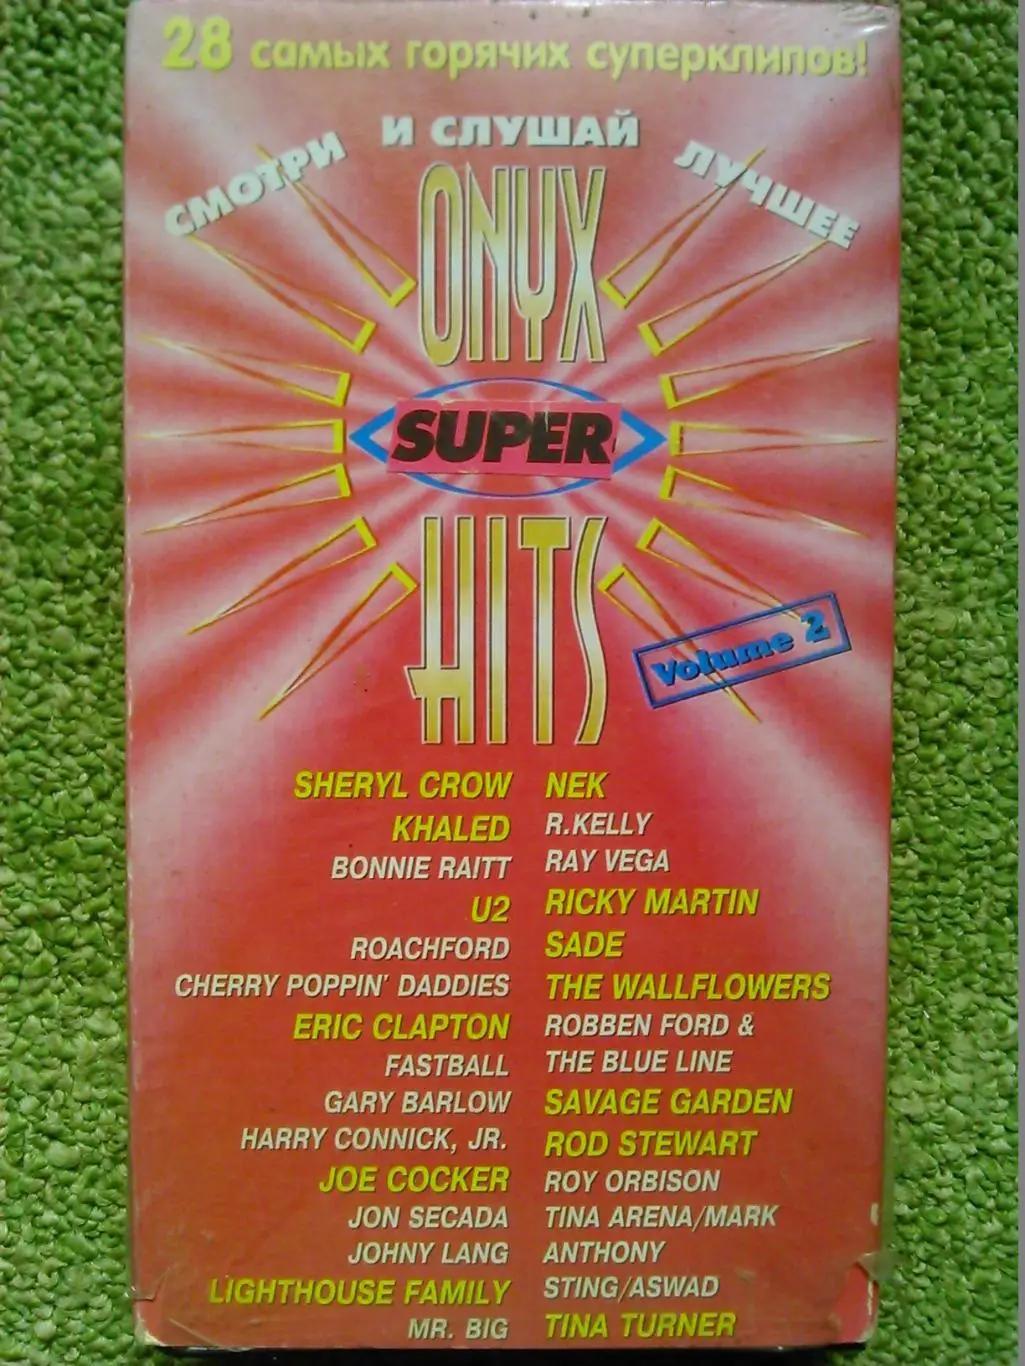 28 самых горячих суперклипов!
СМОТРИ И СЛУШАЙ ЛУЧШЕЕ
ONYX
SUPER
HITS
Volume 2
SHERYL CROW
KHALED
BONNIE RAITT
U2
ROACHFORD
CHERRY POPPIN' DADDIES
ERIC CLAPTON
FASTBALL
GARY BARLOW
HARRY CONNICK, JR.
JOE COCKER
JON SECADA
JOHNY LANG
LIGHTHOUSE FAMILY
MR. BIG
NEK
R.KELLY
RAY VEGA
RICKY MARTIN
SADE
THE WALLFLOWERS
ROBBEN FORD &
THE BLUE LINE
SAVAGE GARDEN
ROD STEWART
ROY ORBISON
TINA ARENA/MARK
ANTHONY
STING/ASWAD
TINA TURNER